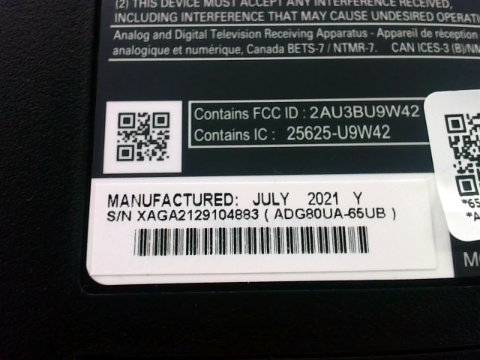 (2) THIS DEVICE MUST ACCEPT ANY INTERFERENCE
INCLUDING INTERFERENCE THAT MAY CAUSE UNDESIRED OPERATI
Analog and Digital Television Receiving Apparatus - Appareil de réception
analogique et numérique, Canada BETS-7 / NTMR-7. CAN ICES-3 (B)/NM
Contains FCC ID : 2AU3BU9W42
Contains IC : 25625-U9W42
*65
*A
MANUFACTURED: JULY 2021 Y
S/N XAGA2129104883 ( ADG80UA-65UB )